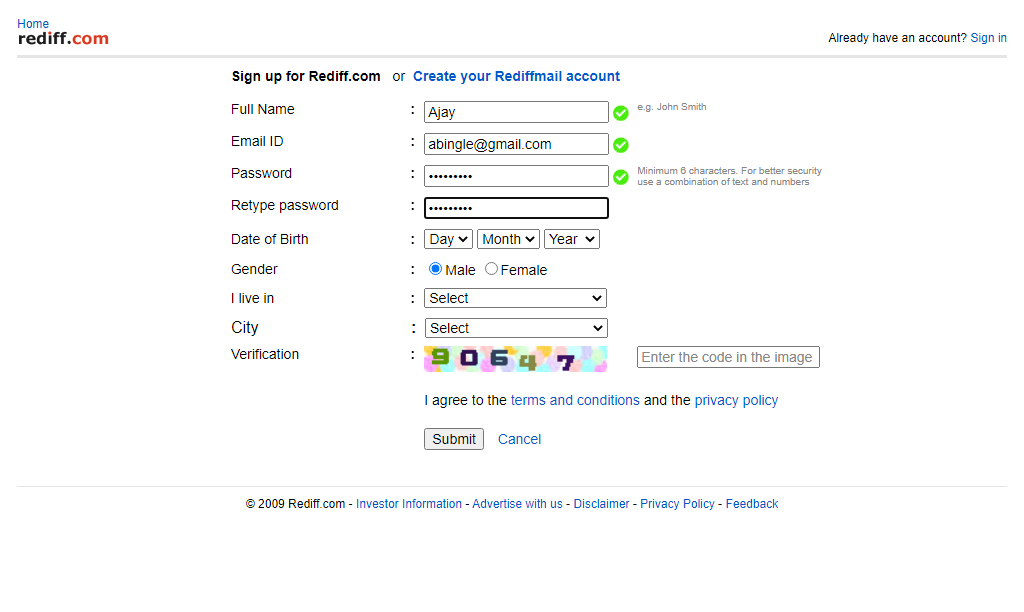 Home
rediff.com
Already have an account? Sign in
Sign up for Rediff.com or Create your Rediffmail account
Full Name : Ajay e.g. John Smith
Email ID : abingle@gmail.com
Password : ••••••••• Minimum 6 characters. For better security
use a combination of text and numbers
Retype password : •••••••••
Date of Birth : Day Month Year
Gender : Male Female
I live in : Select
City : Select
Verification : 90647 Enter the code in the image
I agree to the terms and conditions and the privacy policy
Submit Cancel
© 2009 Rediff.com - Investor Information - Advertise with us - Disclaimer - Privacy Policy - Feedback